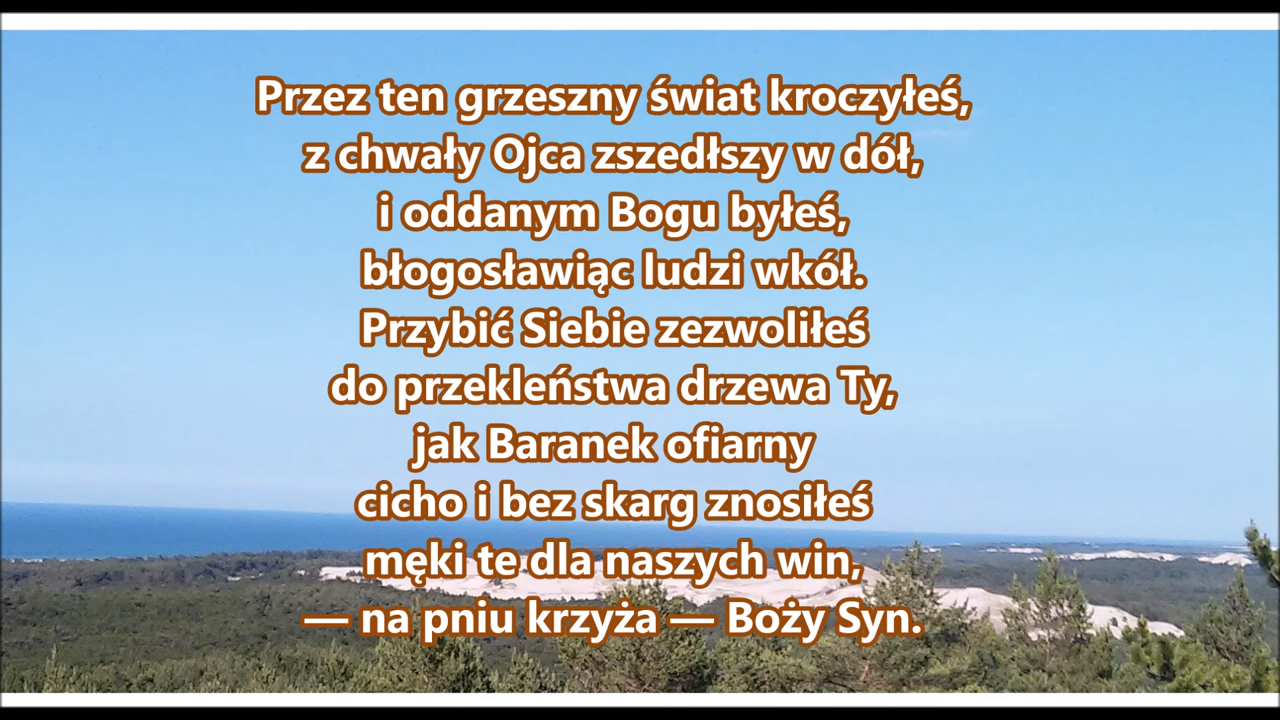 Przez ten grzeszny świat kroczyłeś,
z chwały Ojca zszedłszy w dół,
i oddanym Bogu byłeś,
błogosławiąc ludzi wkół.
Przybić Siebie zezwoliłeś
do przekleństwa drzewa Ty,
jak Baranek ofiarny
cicho i bez skarg znosiłeś
męki te dla naszych win,
— na pniu krzyża — Boży Syn.